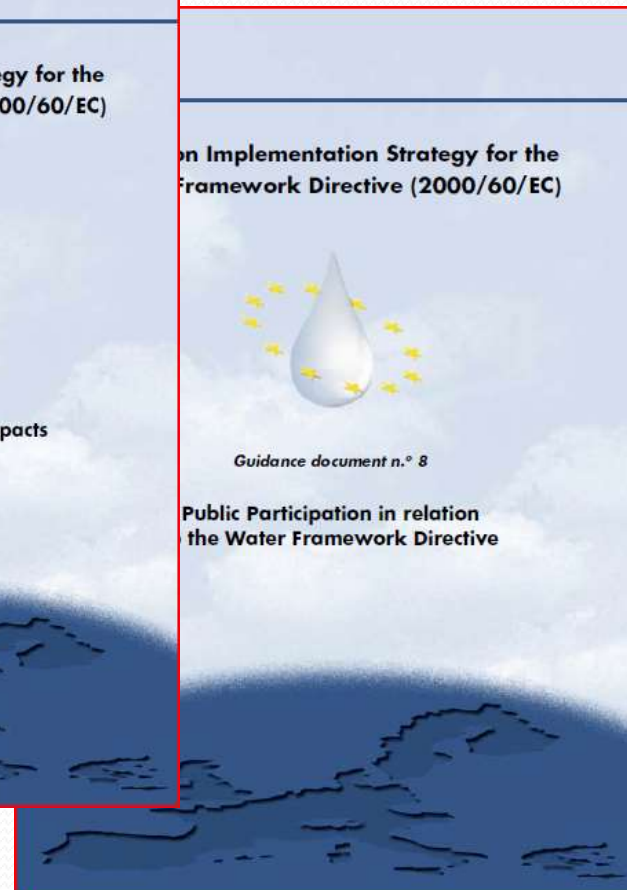 egy for the
00/60/EC)
pacts
on Implementation Strategy for the
Framework Directive (2000/60/EC)
Guidance document n.º 8
Public Participation in relation
the Water Framework Directive